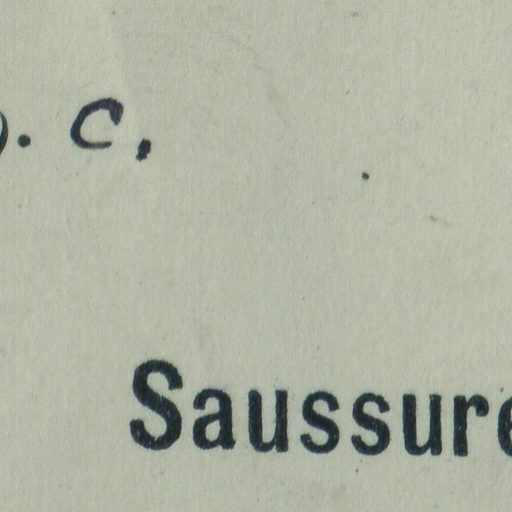 . c,
Saussure